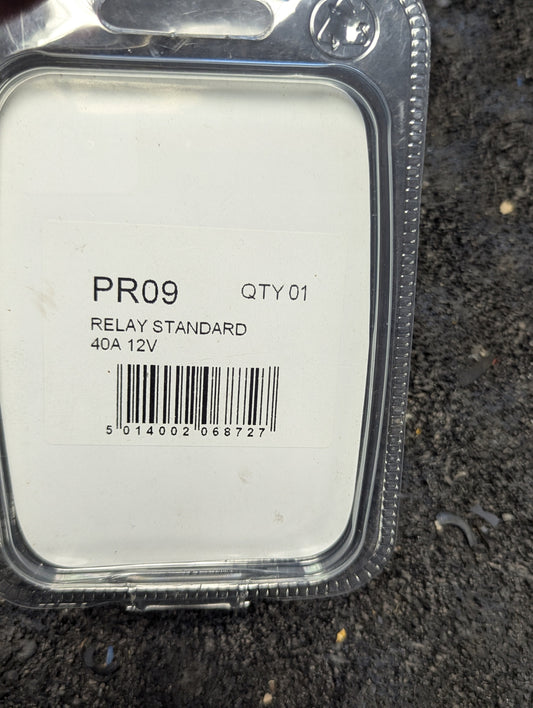 PR09 QTY 01
RELAY STANDARD
40A 12V
5 014002 068727